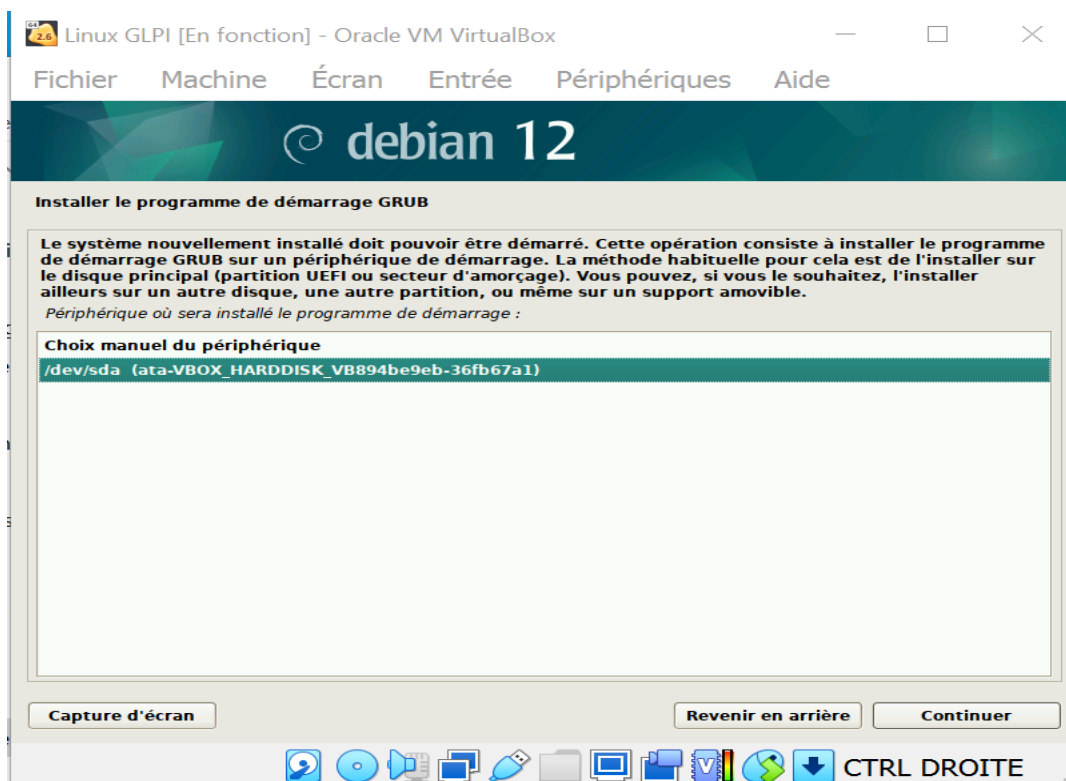 Linux GLPI [En fonction] - Oracle VM VirtualBox
Fichier Machine Écran Entrée Périphériques Aide
debian 12
Installer le programme de démarrage GRUB
Le système nouvellement installé doit pouvoir être démarré. Cette opération consiste à installer le programme
de démarrage GRUB sur un périphérique de démarrage. La méthode habituelle pour cela est de l'installer sur
le disque principal (partition UEFI ou secteur d'amorçage). Vous pouvez, si vous le souhaitez, l'installer
ailleurs sur un autre disque, une autre partition, ou même sur un support amovible.
Périphérique où sera installé le programme de démarrage :
Choix manuel du périphérique
/dev/sda (ata-VBOX_HARDDISK_VB894be9eb-36fb67a1)
Capture d'écran Revenir en arrière Continuer
CTRL DROITE